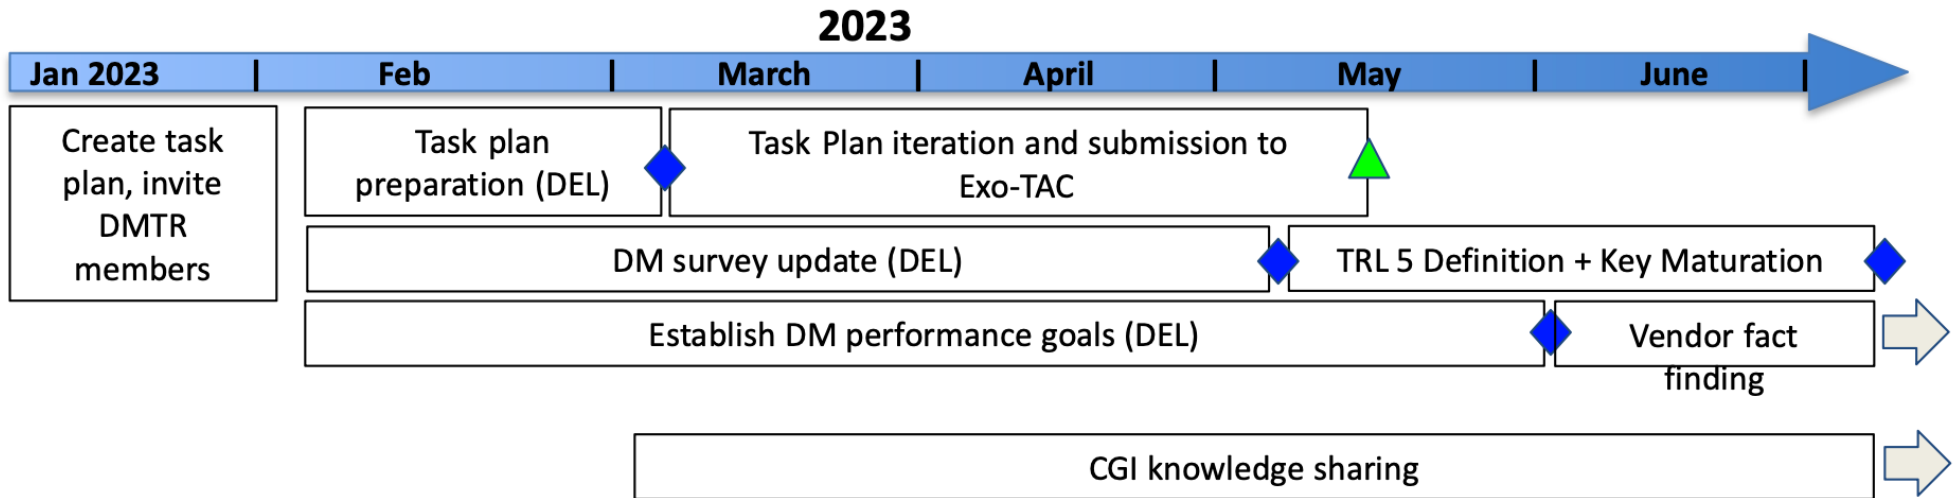 2023
Jan 2023 | Feb | March | April | May | June |
Create task
plan, invite
DMTR
members
Task plan
preparation (DEL)
Task Plan iteration and submission to
Exo-TAC
DM survey update (DEL)
TRL 5 Definition + Key Maturation
Establish DM performance goals (DEL)
Vendor fact
finding
CGI knowledge sharing